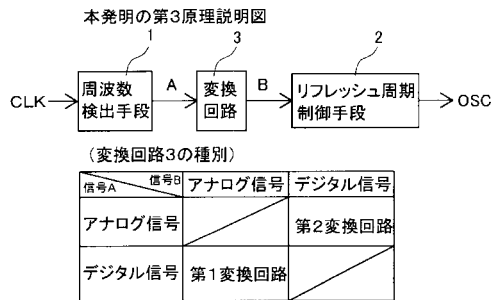 本発明の第3原理説明図
1
3
2
CLK
周波数
検出手段
A
変換
回路
B
リフレッシュ周期
制御手段
OSC
(変換回路3の種別)
信号A 信号B アナログ信号 デジタル信号
アナログ信号 第2変換回路
デジタル信号 第1変換回路